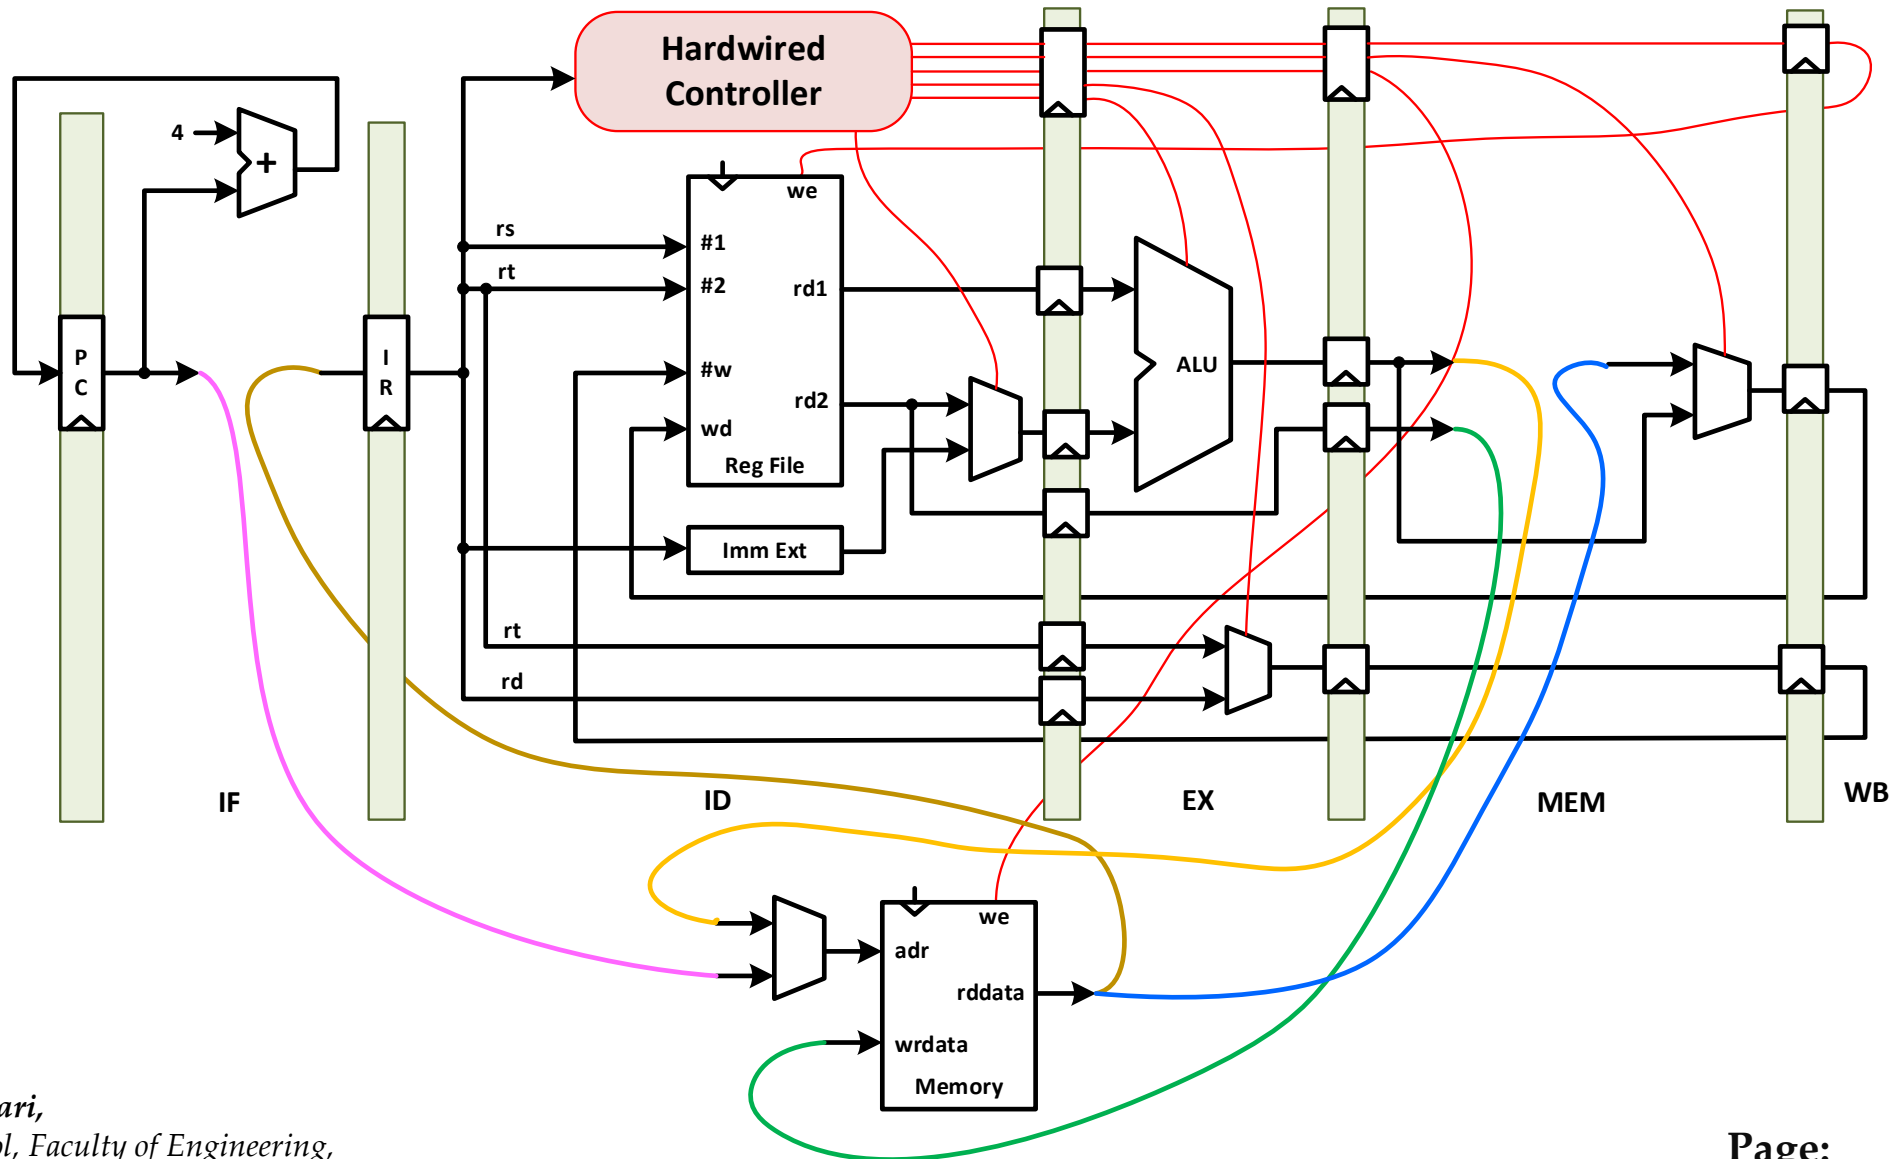 Hardwired
Controller
4
+
we
rs
#1
rt
#2
rd1
P
C
I
R
#w
ALU
rd2
wd
Reg File
Imm Ext
rt
rd
IF
ID
EX
MEM
WB
we
adr
rddata
wrdata
Memory
ari,
ol, Faculty of Engineering,
Page: